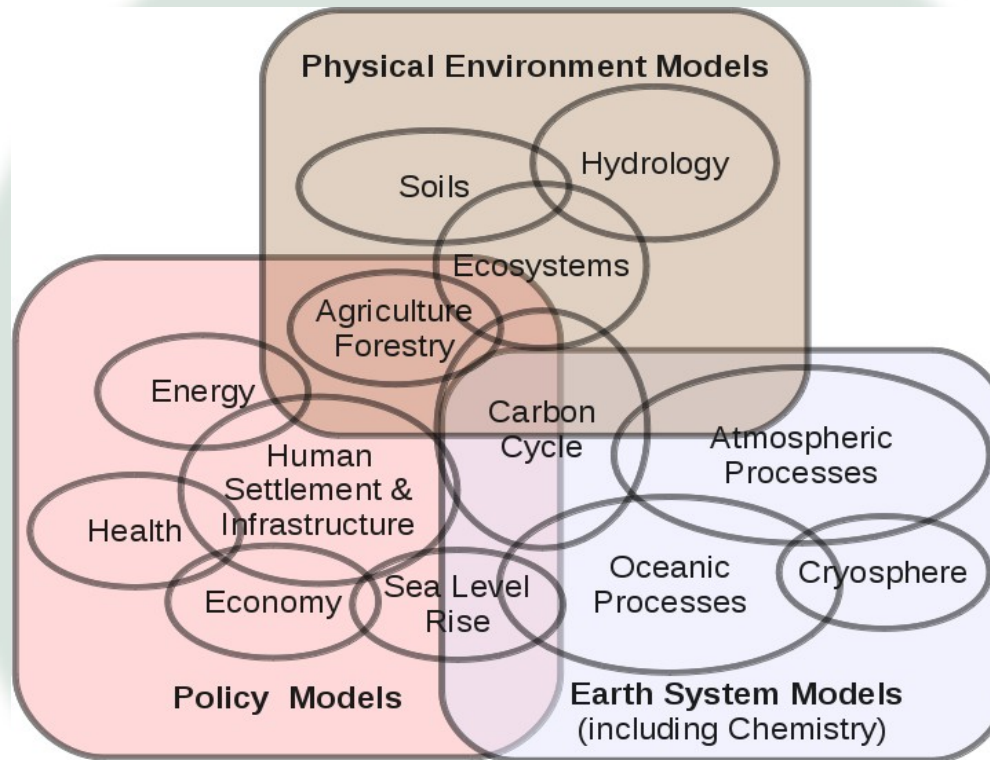 Physical Environment Models
Hydrology
Soils
Ecosystems
Agriculture
Forestry
Energy
Carbon
Cycle
Atmospheric
Processes
Human
Settlement &
Infrastructure
Health
Oceanic
Processes
Cryosphere
Sea Level
Rise
Economy
Policy  Models
Earth System Models
(including Chemistry)